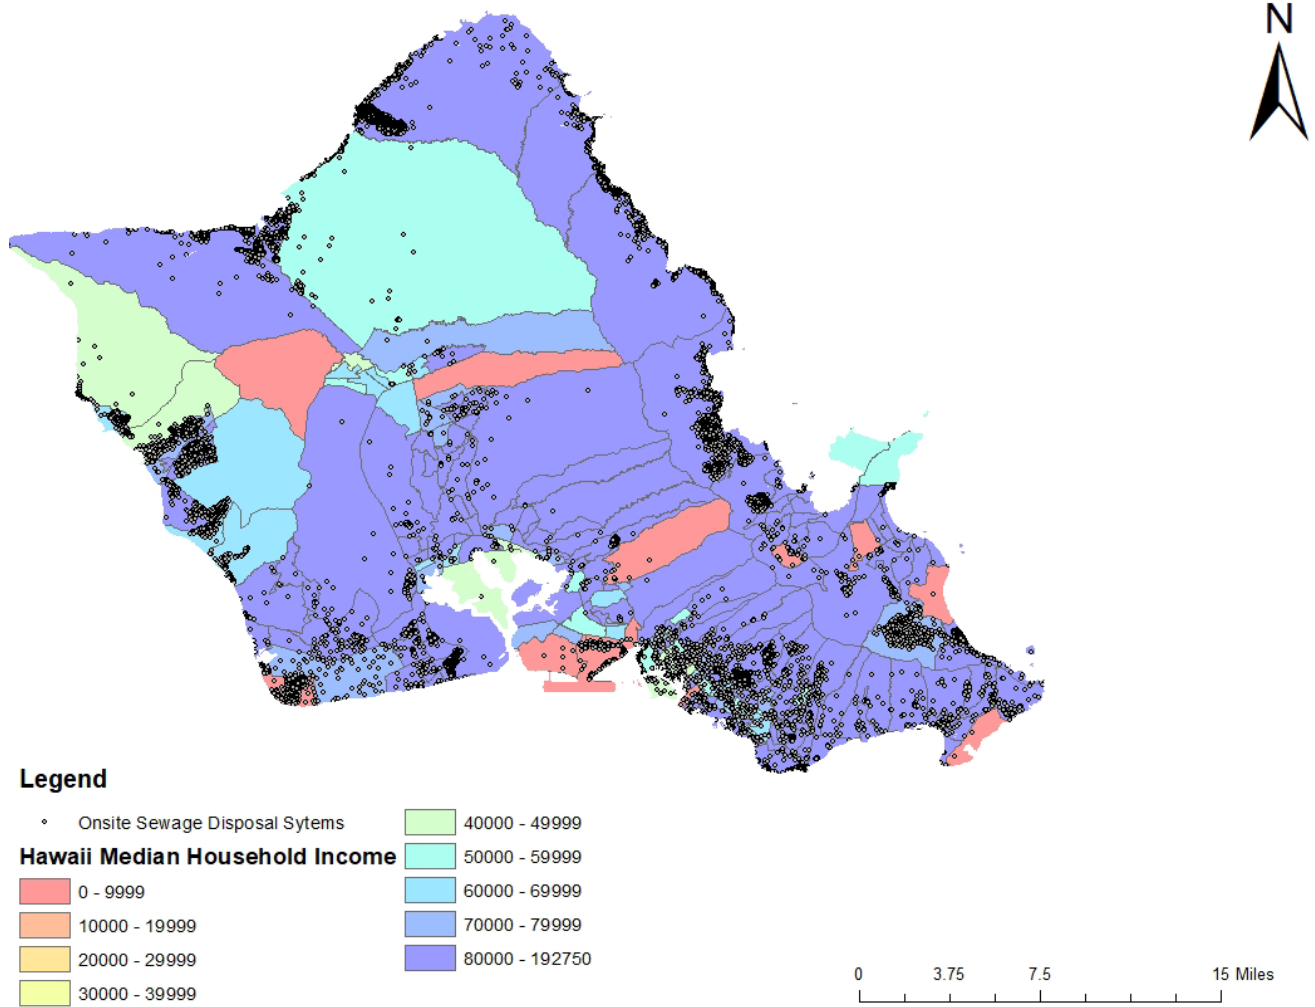 N
Legend
Onsite Sewage Disposal Sytems
Hawaii Median Household Income
0 - 9999
10000 - 19999
20000 - 29999
30000 - 39999
40000 - 49999
50000 - 59999
60000 - 69999
70000 - 79999
80000 - 192750
0 3.75 7.5 15 Miles